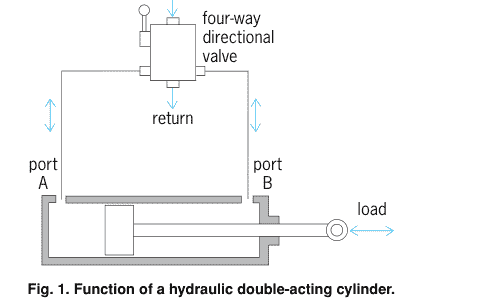 four-way
directional
valve
return
port
A
port
B
load
Fig. 1. Function of a hydraulic double-acting cylinder.